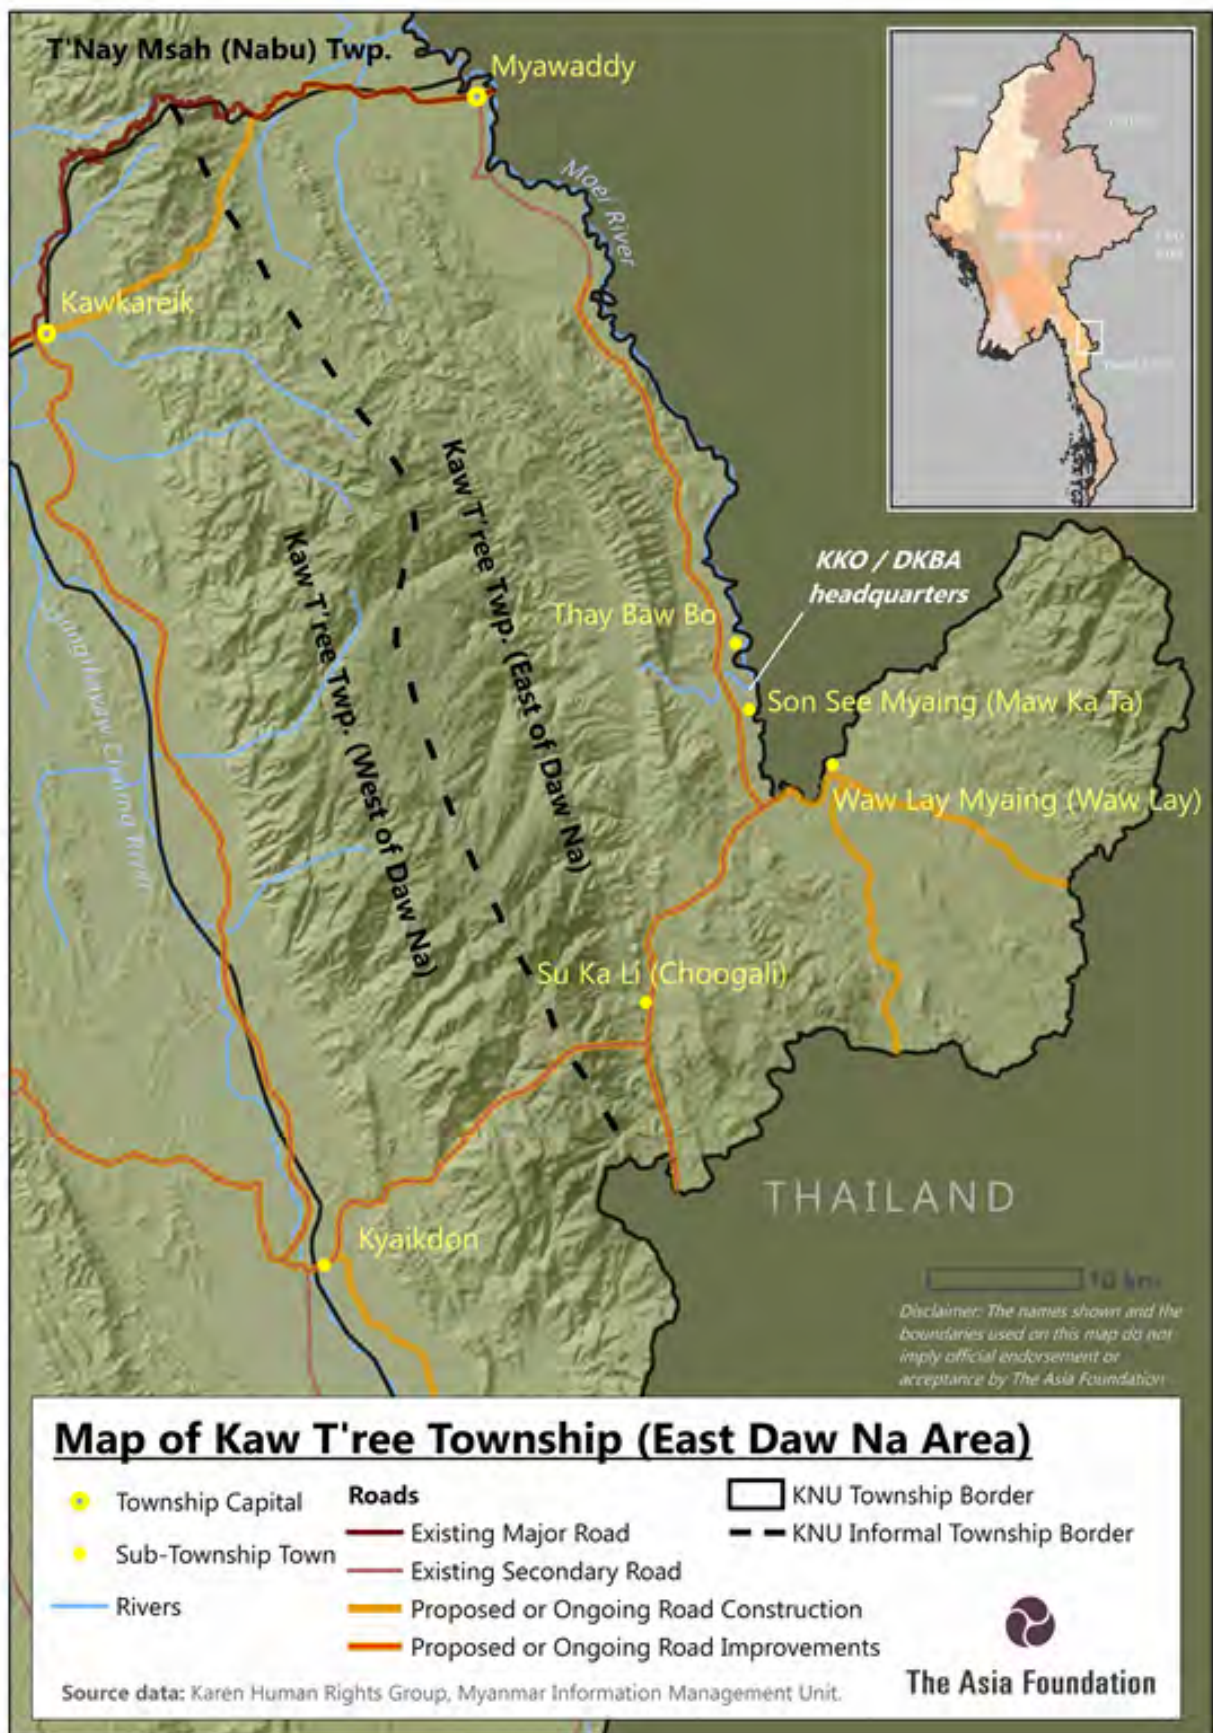 T'Nay Msah (Nabu) Twp.
Myawaddy
Moei River
Kawkareik
Kaw T'ree Twp. (East of Daw Na)
Kaw T'ree Twp. (West of Daw Na)
KKO / DKBA
headquarters
Thay Baw Bo
Son See Myaing (Maw Ka Ta)
Waw Lay Myaing (Waw Lay)
River
Su Ka Li (Choogali)
THAILAND
Kyaikdon
10 km
Disclaimer: The names shown and the
boundaries used on this map do not
imply official endorsement or
acceptance by The Asia Foundation
Map of Kaw T'ree Township (East Daw Na Area)
Township Capital
Sub-Township Town
Rivers
Roads
Existing Major Road
Existing Secondary Road
Proposed or Ongoing Road Construction
Proposed or Ongoing Road Improvements
KNU Township Border
KNU Informal Township Border
Source data: Karen Human Rights Group, Myanmar Information Management Unit.
The Asia Foundation